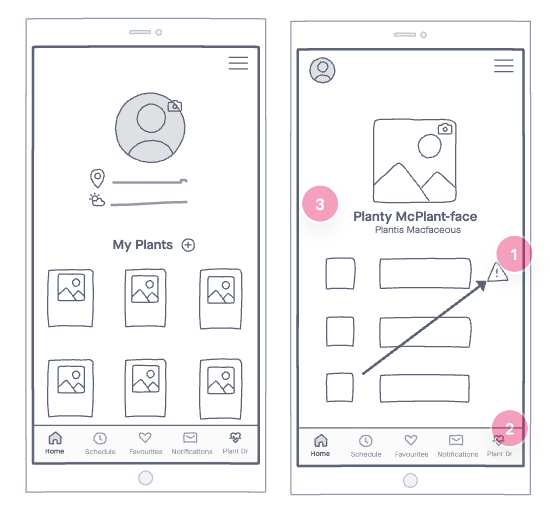 My Plants
Home Schedule Favourites Notifications Plant Dr
3
Planty McPlant-face
Plantis Macfaceous
1
!
2
Home Schedule Favourites Notifications Plant Dr